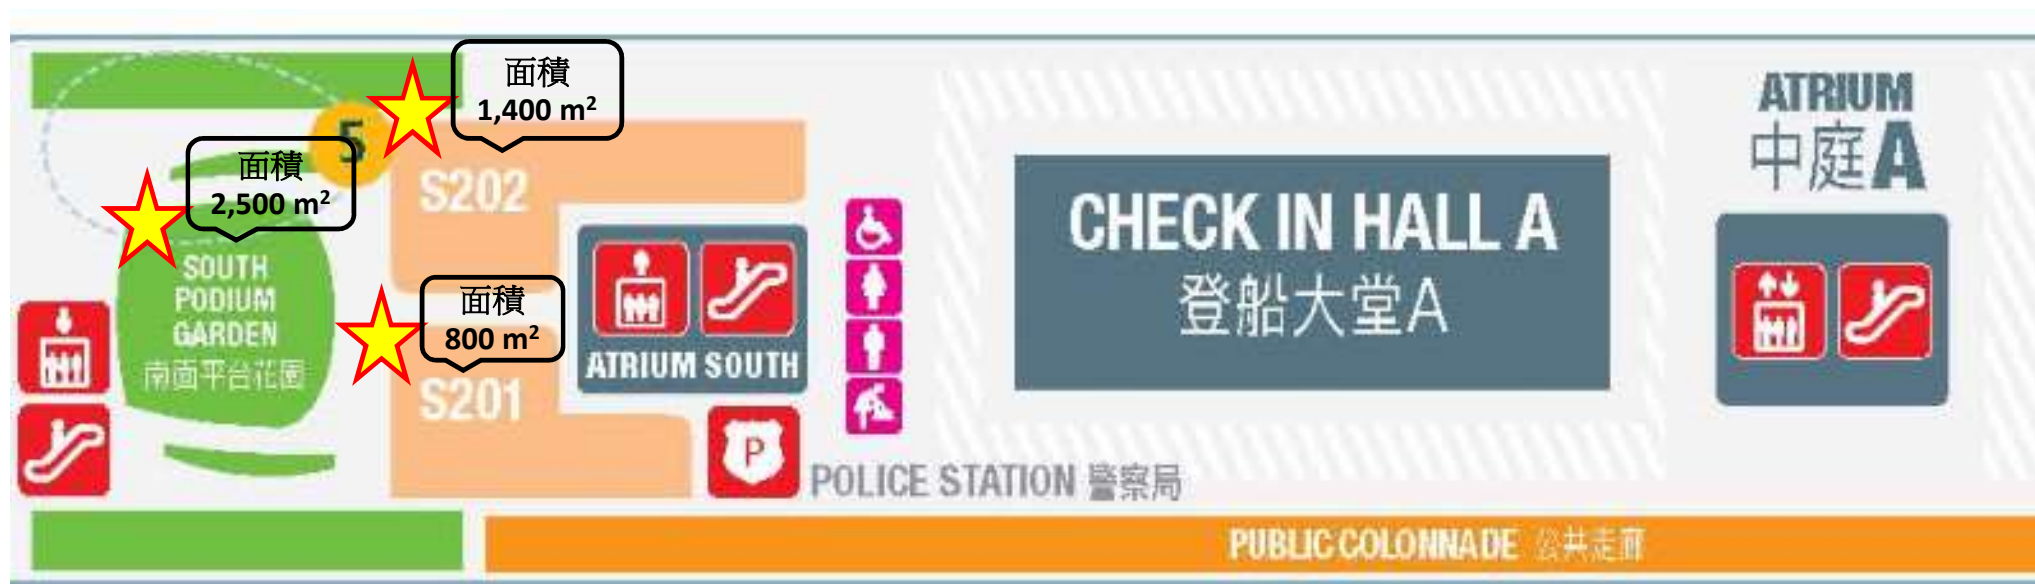 面積
1,400 m²
5
面積
2,500 m²
S202
SOUTH
PODIUM
GARDEN
南面平台花園
面積
800 m²
S201
ATRIUM SOUTH
P
POLICE STATION 警察局
CHECK IN HALL A
登船大堂A
ATRIUM
中庭A
PUBLIC COLONNADE 公共走廊